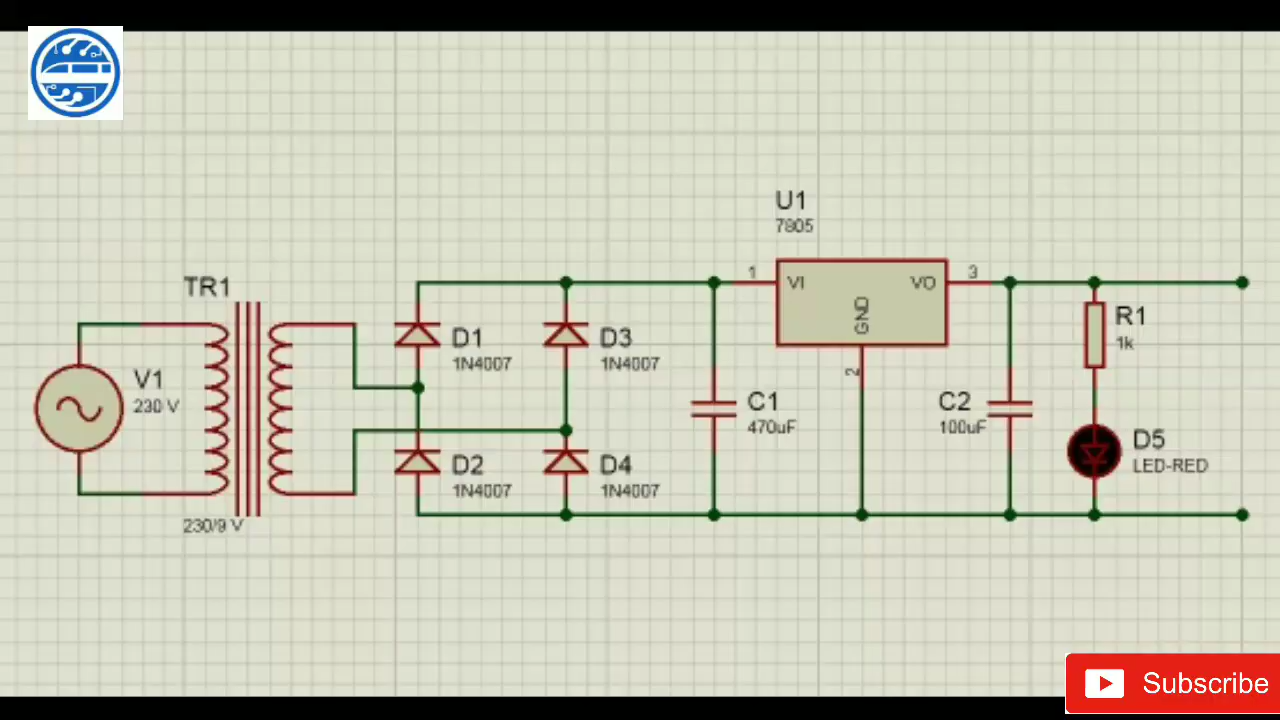 U1
7805
1
VI
VO
3
GND
2
TR1
230/9 V
V1
230 V
D1
1N4007
D3
1N4007
D2
1N4007
D4
1N4007
C1
470uF
C2
100uF
R1
1k
D5
LED-RED
Subscribe